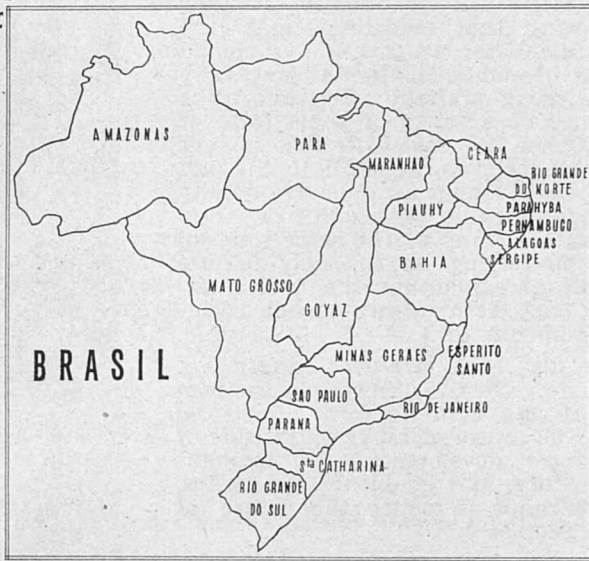 AMAZONAS
PARA
MARANHAO
CEARA
RIO GRANDE
DO NORTE
PARAHYBA
PERNAMBUCO
ALAGOAS
SERGIPE
PIAUHY
BAHIA
MATO GROSSO
GOYAZ
MINAS GERAES
ESPERITO
SANTO
BRASIL
SAO PAULO
RIO DE JANEIRO
PARANA
Sta CATHARINA
RIO GRANDE
DO SUL